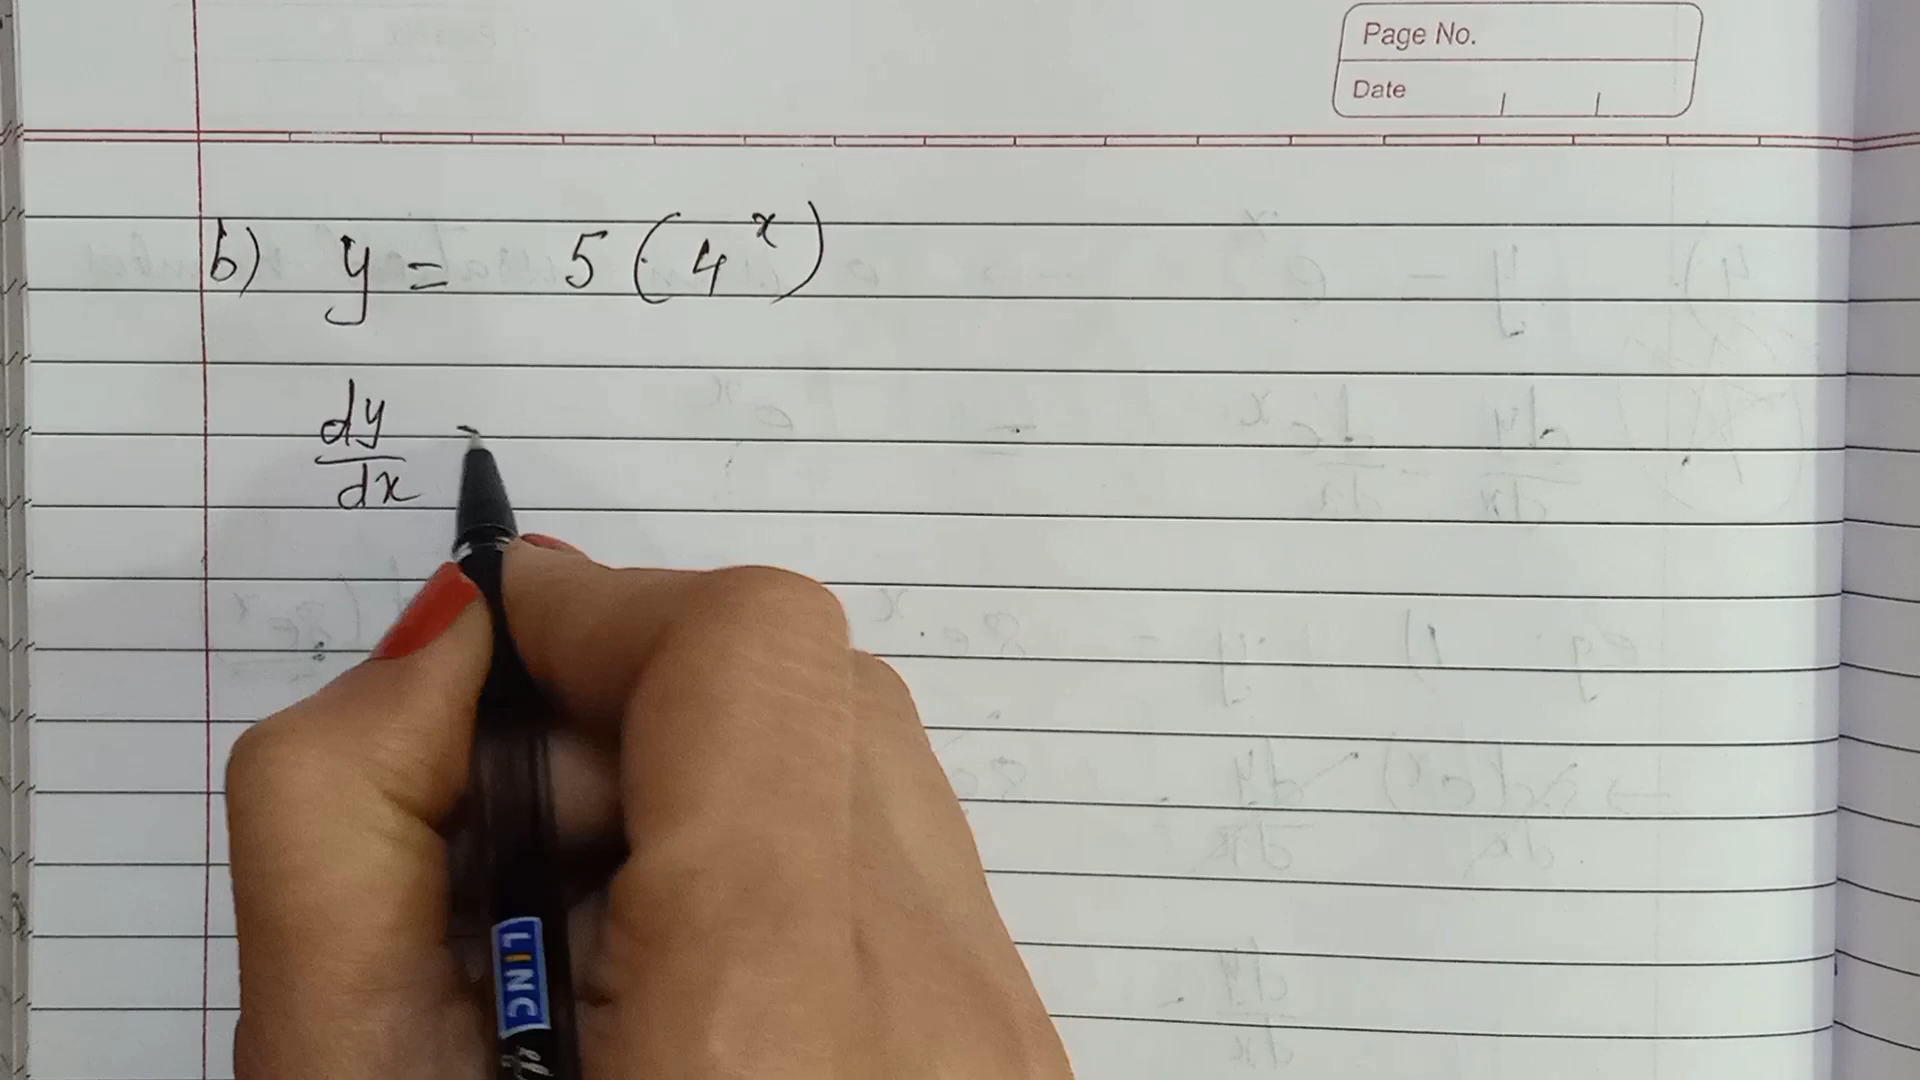 Page No.
Date
b) y = 5 (4^x)
dy/dx
LINC